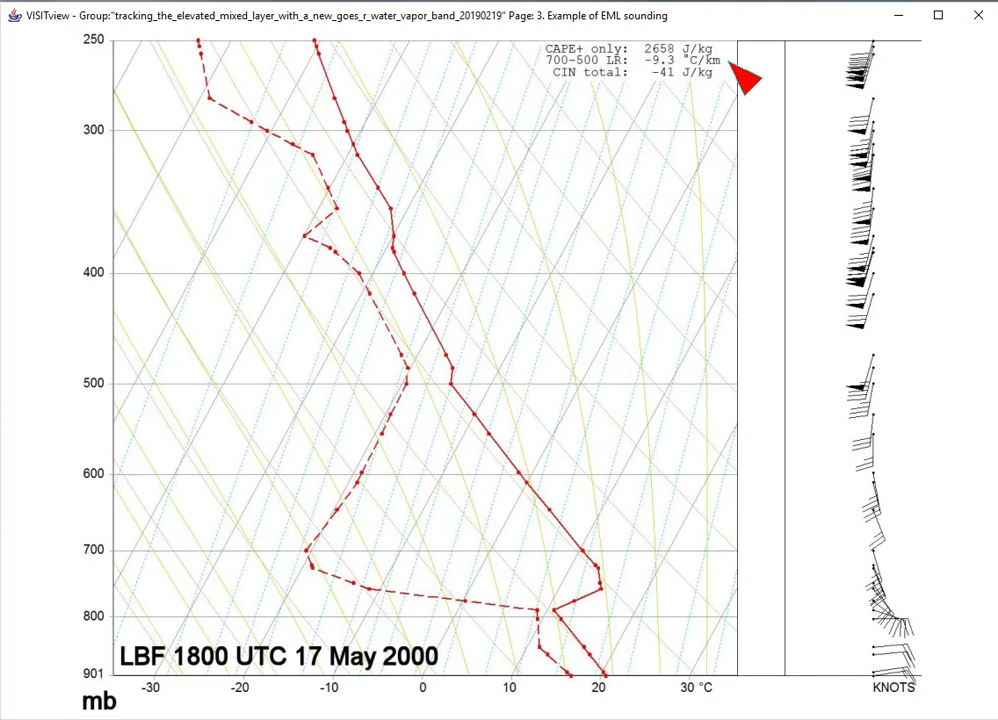 VISITview - Group:"tracking_the_elevated_mixed_layer_with_a_new_goes_r_water_vapor_band_20190219" Page: 3. Example of EML sounding
250
CAPE+ only: 2658 J/kg
700-500 LR: -9.3 °C/km
CIN total: -41 J/kg
300
400
500
600
700
800
LBF 1800 UTC 17 May 2000
901
-30 -20 -10 0 10 20 30 °C KNOTS
mb